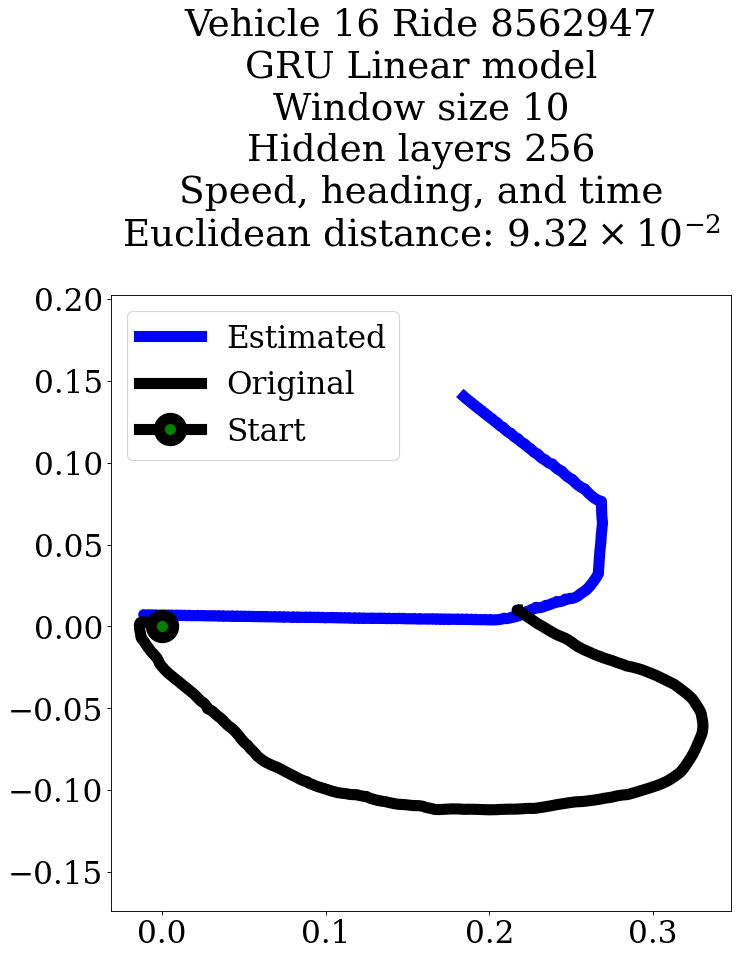 Vehicle 16 Ride 8562947
GRU Linear model
Window size 10
Hidden layers 256
Speed, heading, and time
Euclidean distance: 9.32 × 10⁻²
0.20
0.15
0.10
0.05
0.00
−0.05
−0.10
−0.15
Estimated
Original
Start
0.0 0.1 0.2 0.3